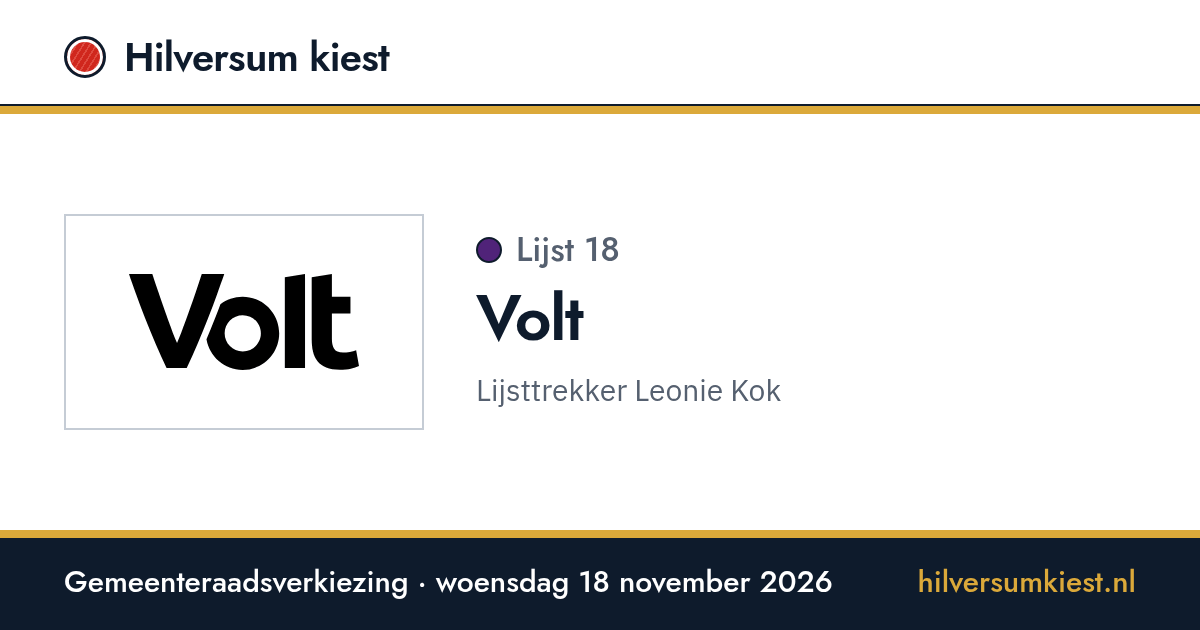 Hilversum kiest
Volt
Lijst 18
Volt
Lijsttrekker Leonie Kok
Gemeenteraadsverkiezing · woensdag 18 november 2026
hilversumkiest.nl